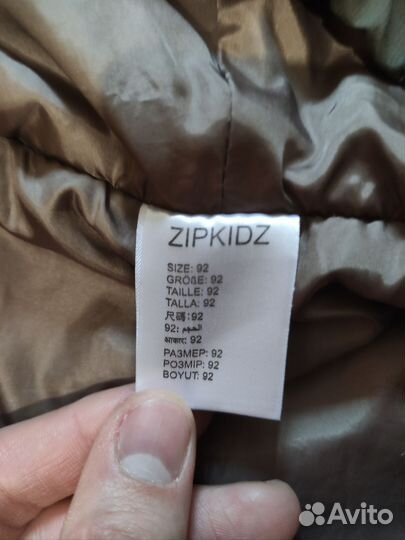 ZIPKIDZ
SIZE: 92
GRÖẞE: 92
TAILLE: 92
TALLA: 92
尺碼:92
الحجم: 92
आकार: 92
РАЗМЕР: 92
РОЗМІР: 92
BOYUT: 92
Avito